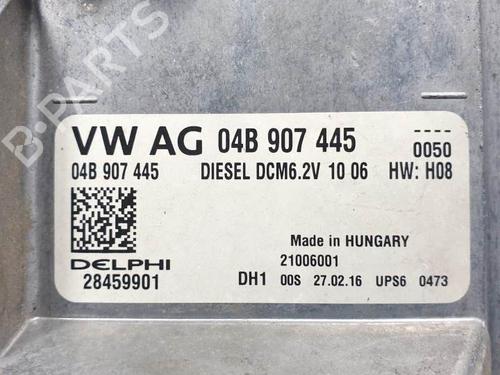 VW AG 04B 907 445
----
0050
04B 907 445 DIESEL DCM6.2V 10 06 HW: H08
Made in HUNGARY
21006001
DELPHI
28459901
DH1 00S 27.02.16 UPS6 0473
B-PARTS